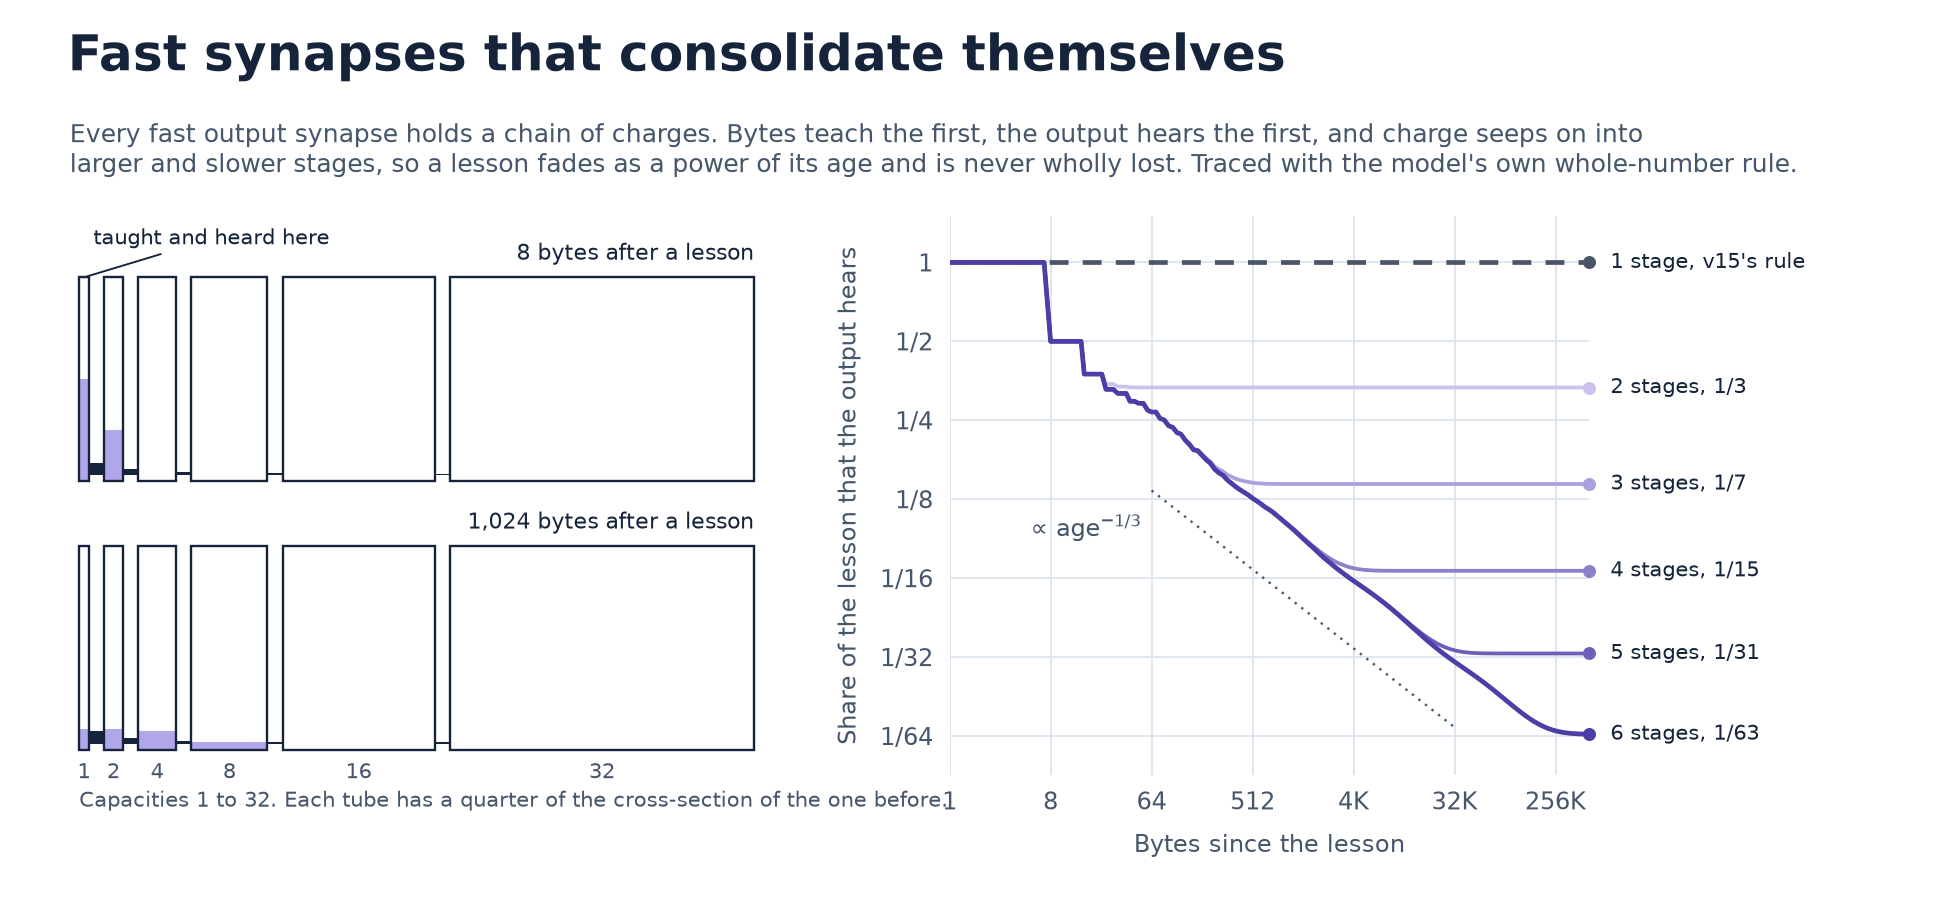 Fast synapses that consolidate themselves
Every fast output synapse holds a chain of charges. Bytes teach the first, the output hears the first, and charge seeps on into
larger and slower stages, so a lesson fades as a power of its age and is never wholly lost. Traced with the model's own whole-number rule.
taught and heard here
8 bytes after a lesson
1,024 bytes after a lesson
1 2 4 8 16 32
Capacities 1 to 32. Each tube has a quarter of the cross-section of the one before.
Share of the lesson that the output hears
1
1/2
1/4
1/8
1/16
1/32
1/64
∝ age⁻¹/³
1 stage, v15's rule
2 stages, 1/3
3 stages, 1/7
4 stages, 1/15
5 stages, 1/31
6 stages, 1/63
1 8 64 512 4K 32K 256K
Bytes since the lesson